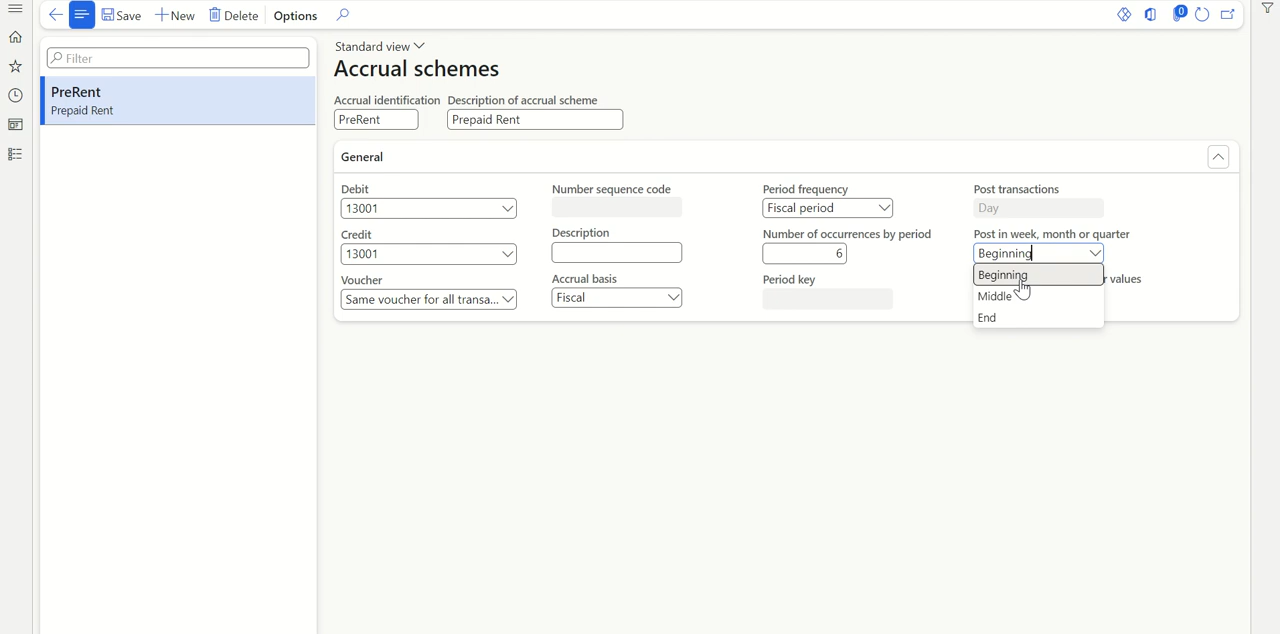 Save
New
Delete
Options
0
Filter
PreRent
Prepaid Rent
Standard view
Accrual schemes
Accrual identification
Description of accrual scheme
PreRent
Prepaid Rent
General
Debit
13001
Credit
13001
Voucher
Same voucher for all transa...
Number sequence code
Description
Accrual basis
Fiscal
Period frequency
Fiscal period
Number of occurrences by period
6
Period key
Post transactions
Day
Post in week, month or quarter
Beginning
Beginning
Middle
End
r values